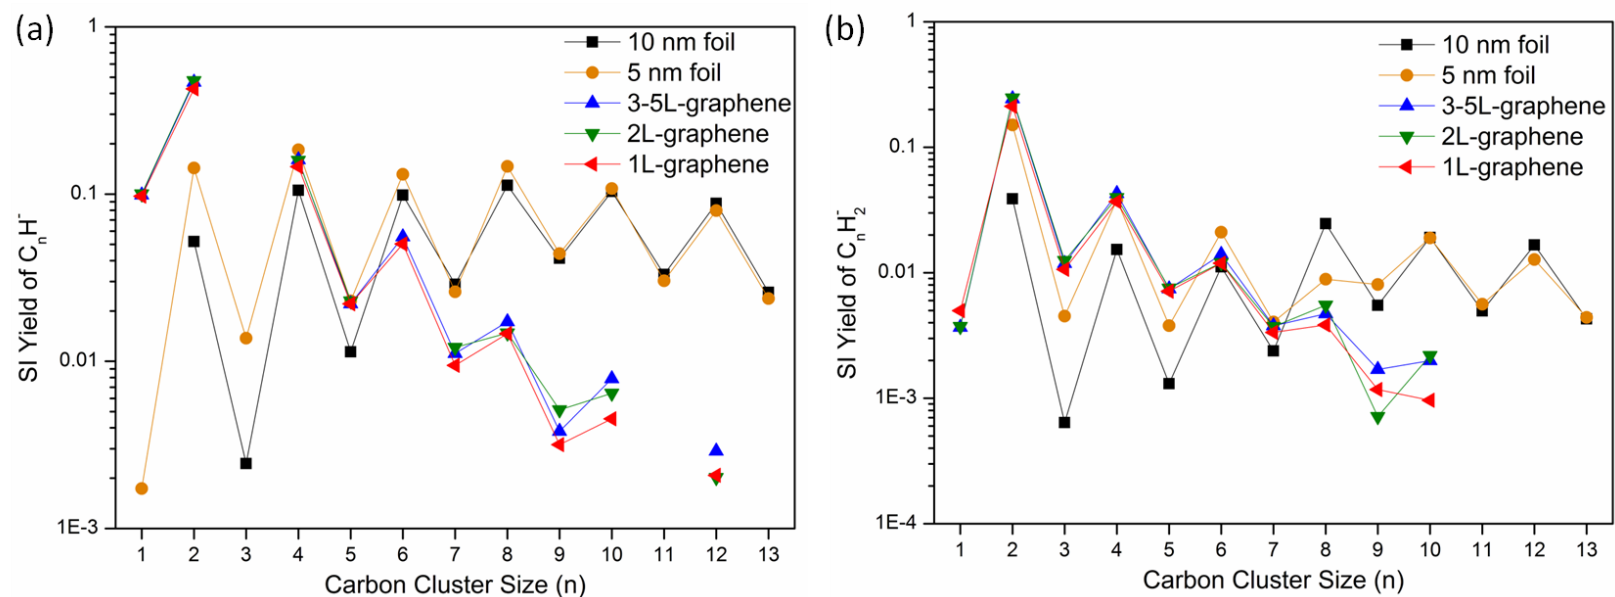 (a)
SI Yield of CₙH⁻
1
0.1
0.01
1E-3
10 nm foil
5 nm foil
3-5L-graphene
2L-graphene
1L-graphene
1 2 3 4 5 6 7 8 9 10 11 12 13
Carbon Cluster Size (n)
(b)
SI Yield of CₙH₂⁻
1
0.1
0.01
1E-3
1E-4
10 nm foil
5 nm foil
3-5L-graphene
2L-graphene
1L-graphene
1 2 3 4 5 6 7 8 9 10 11 12 13
Carbon Cluster Size (n)